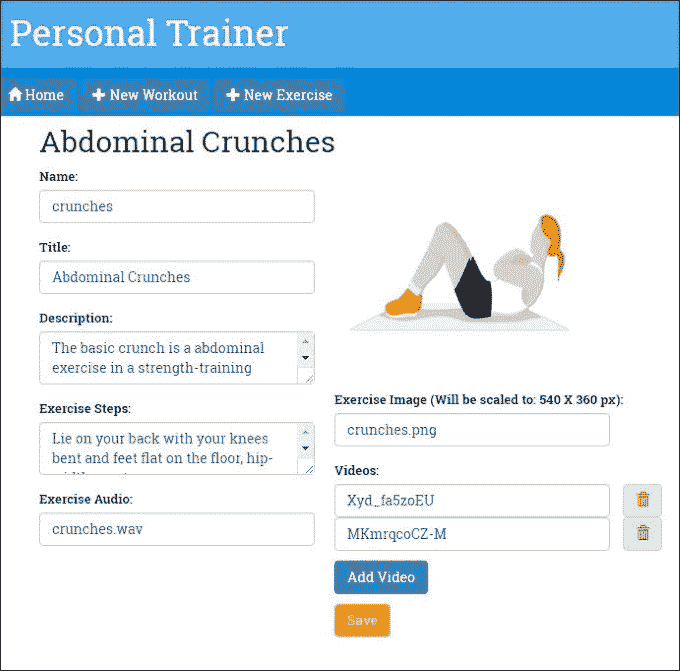 Personal Trainer
Home
New Workout
New Exercise
Abdominal Crunches
Name:
crunches
Title:
Abdominal Crunches
Description:
The basic crunch is a abdominal
exercise in a strength-training
Exercise Steps:
Lie on your back with your knees
bent and feet flat on the floor, hip-
Exercise Audio:
crunches.wav
Exercise Image (Will be scaled to: 540 X 360 px):
crunches.png
Videos:
Xyd_fa5zoEU
MKmrqcoCZ-M
Add Video
Save